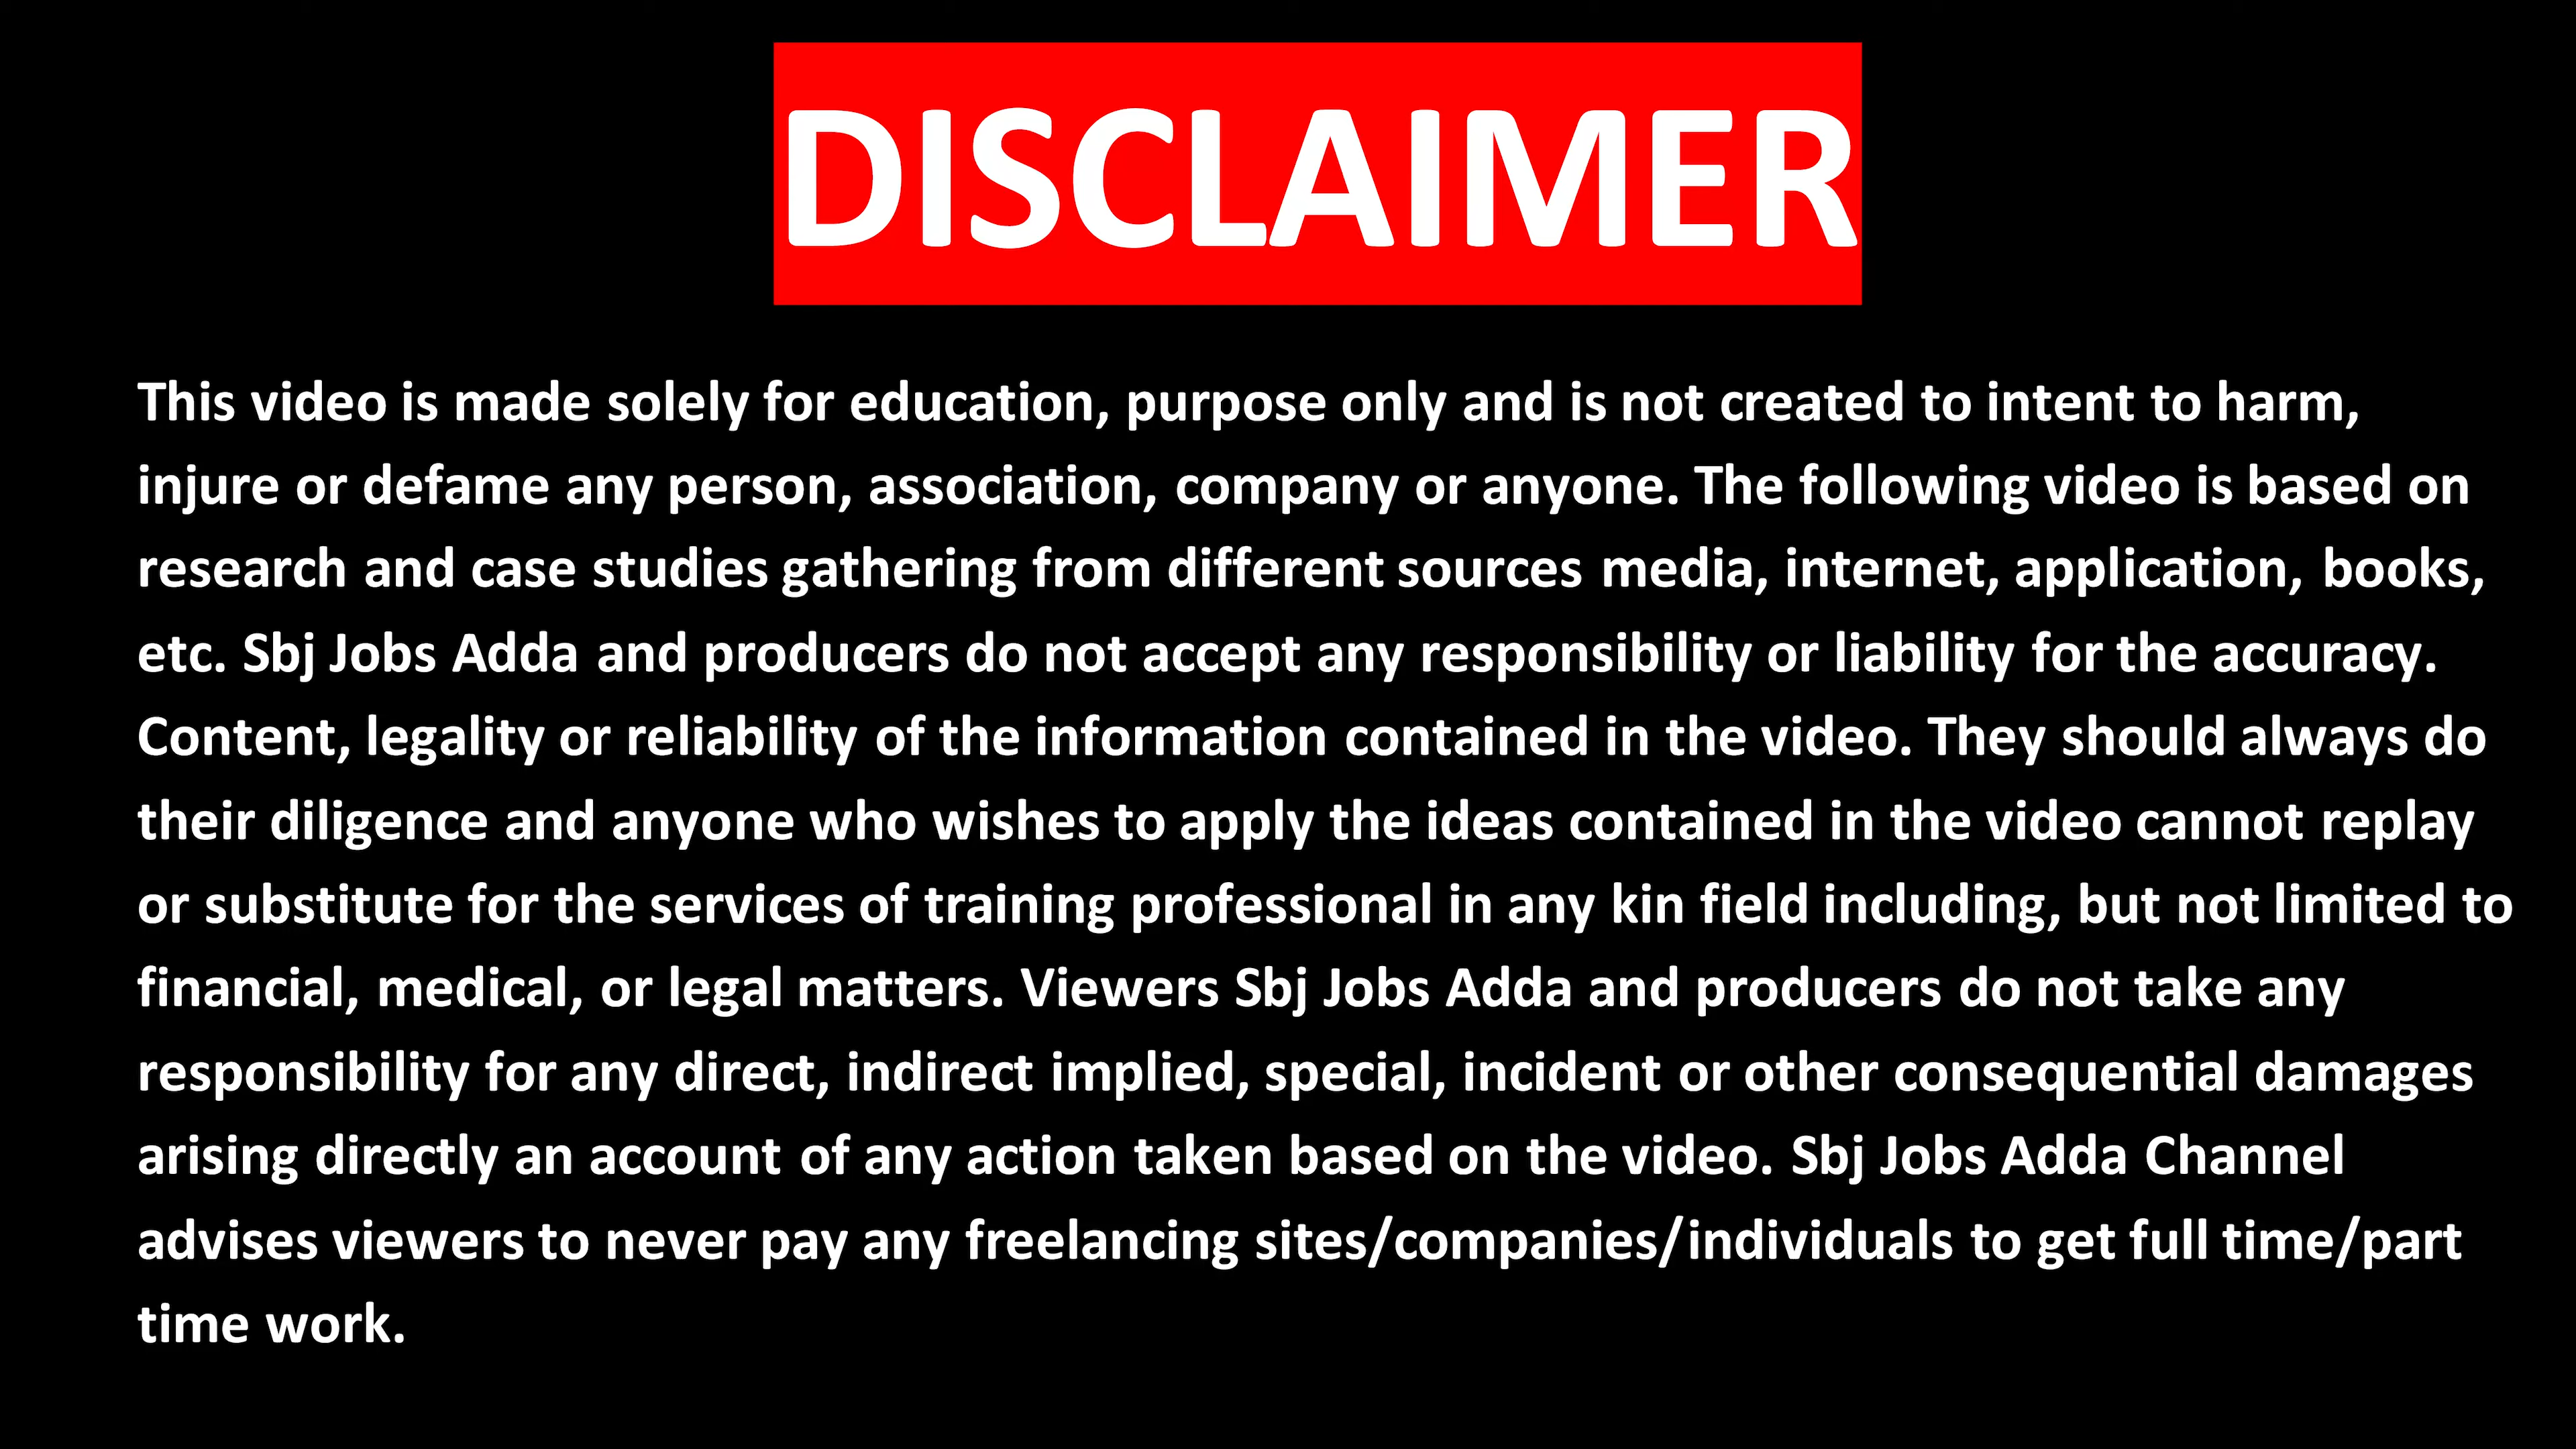 DISCLAIMER
This video is made solely for education, purpose only and is not created to intent to harm,
injure or defame any person, association, company or anyone. The following video is based on
research and case studies gathering from different sources media, internet, application, books,
etc. Sbj Jobs Adda and producers do not accept any responsibility or liability for the accuracy.
Content, legality or reliability of the information contained in the video. They should always do
their diligence and anyone who wishes to apply the ideas contained in the video cannot replay
or substitute for the services of training professional in any kin field including, but not limited to
financial, medical, or legal matters. Viewers Sbj Jobs Adda and producers do not take any
responsibility for any direct, indirect implied, special, incident or other consequential damages
arising directly an account of any action taken based on the video. Sbj Jobs Adda Channel
advises viewers to never pay any freelancing sites/companies/individuals to get full time/part
time work.